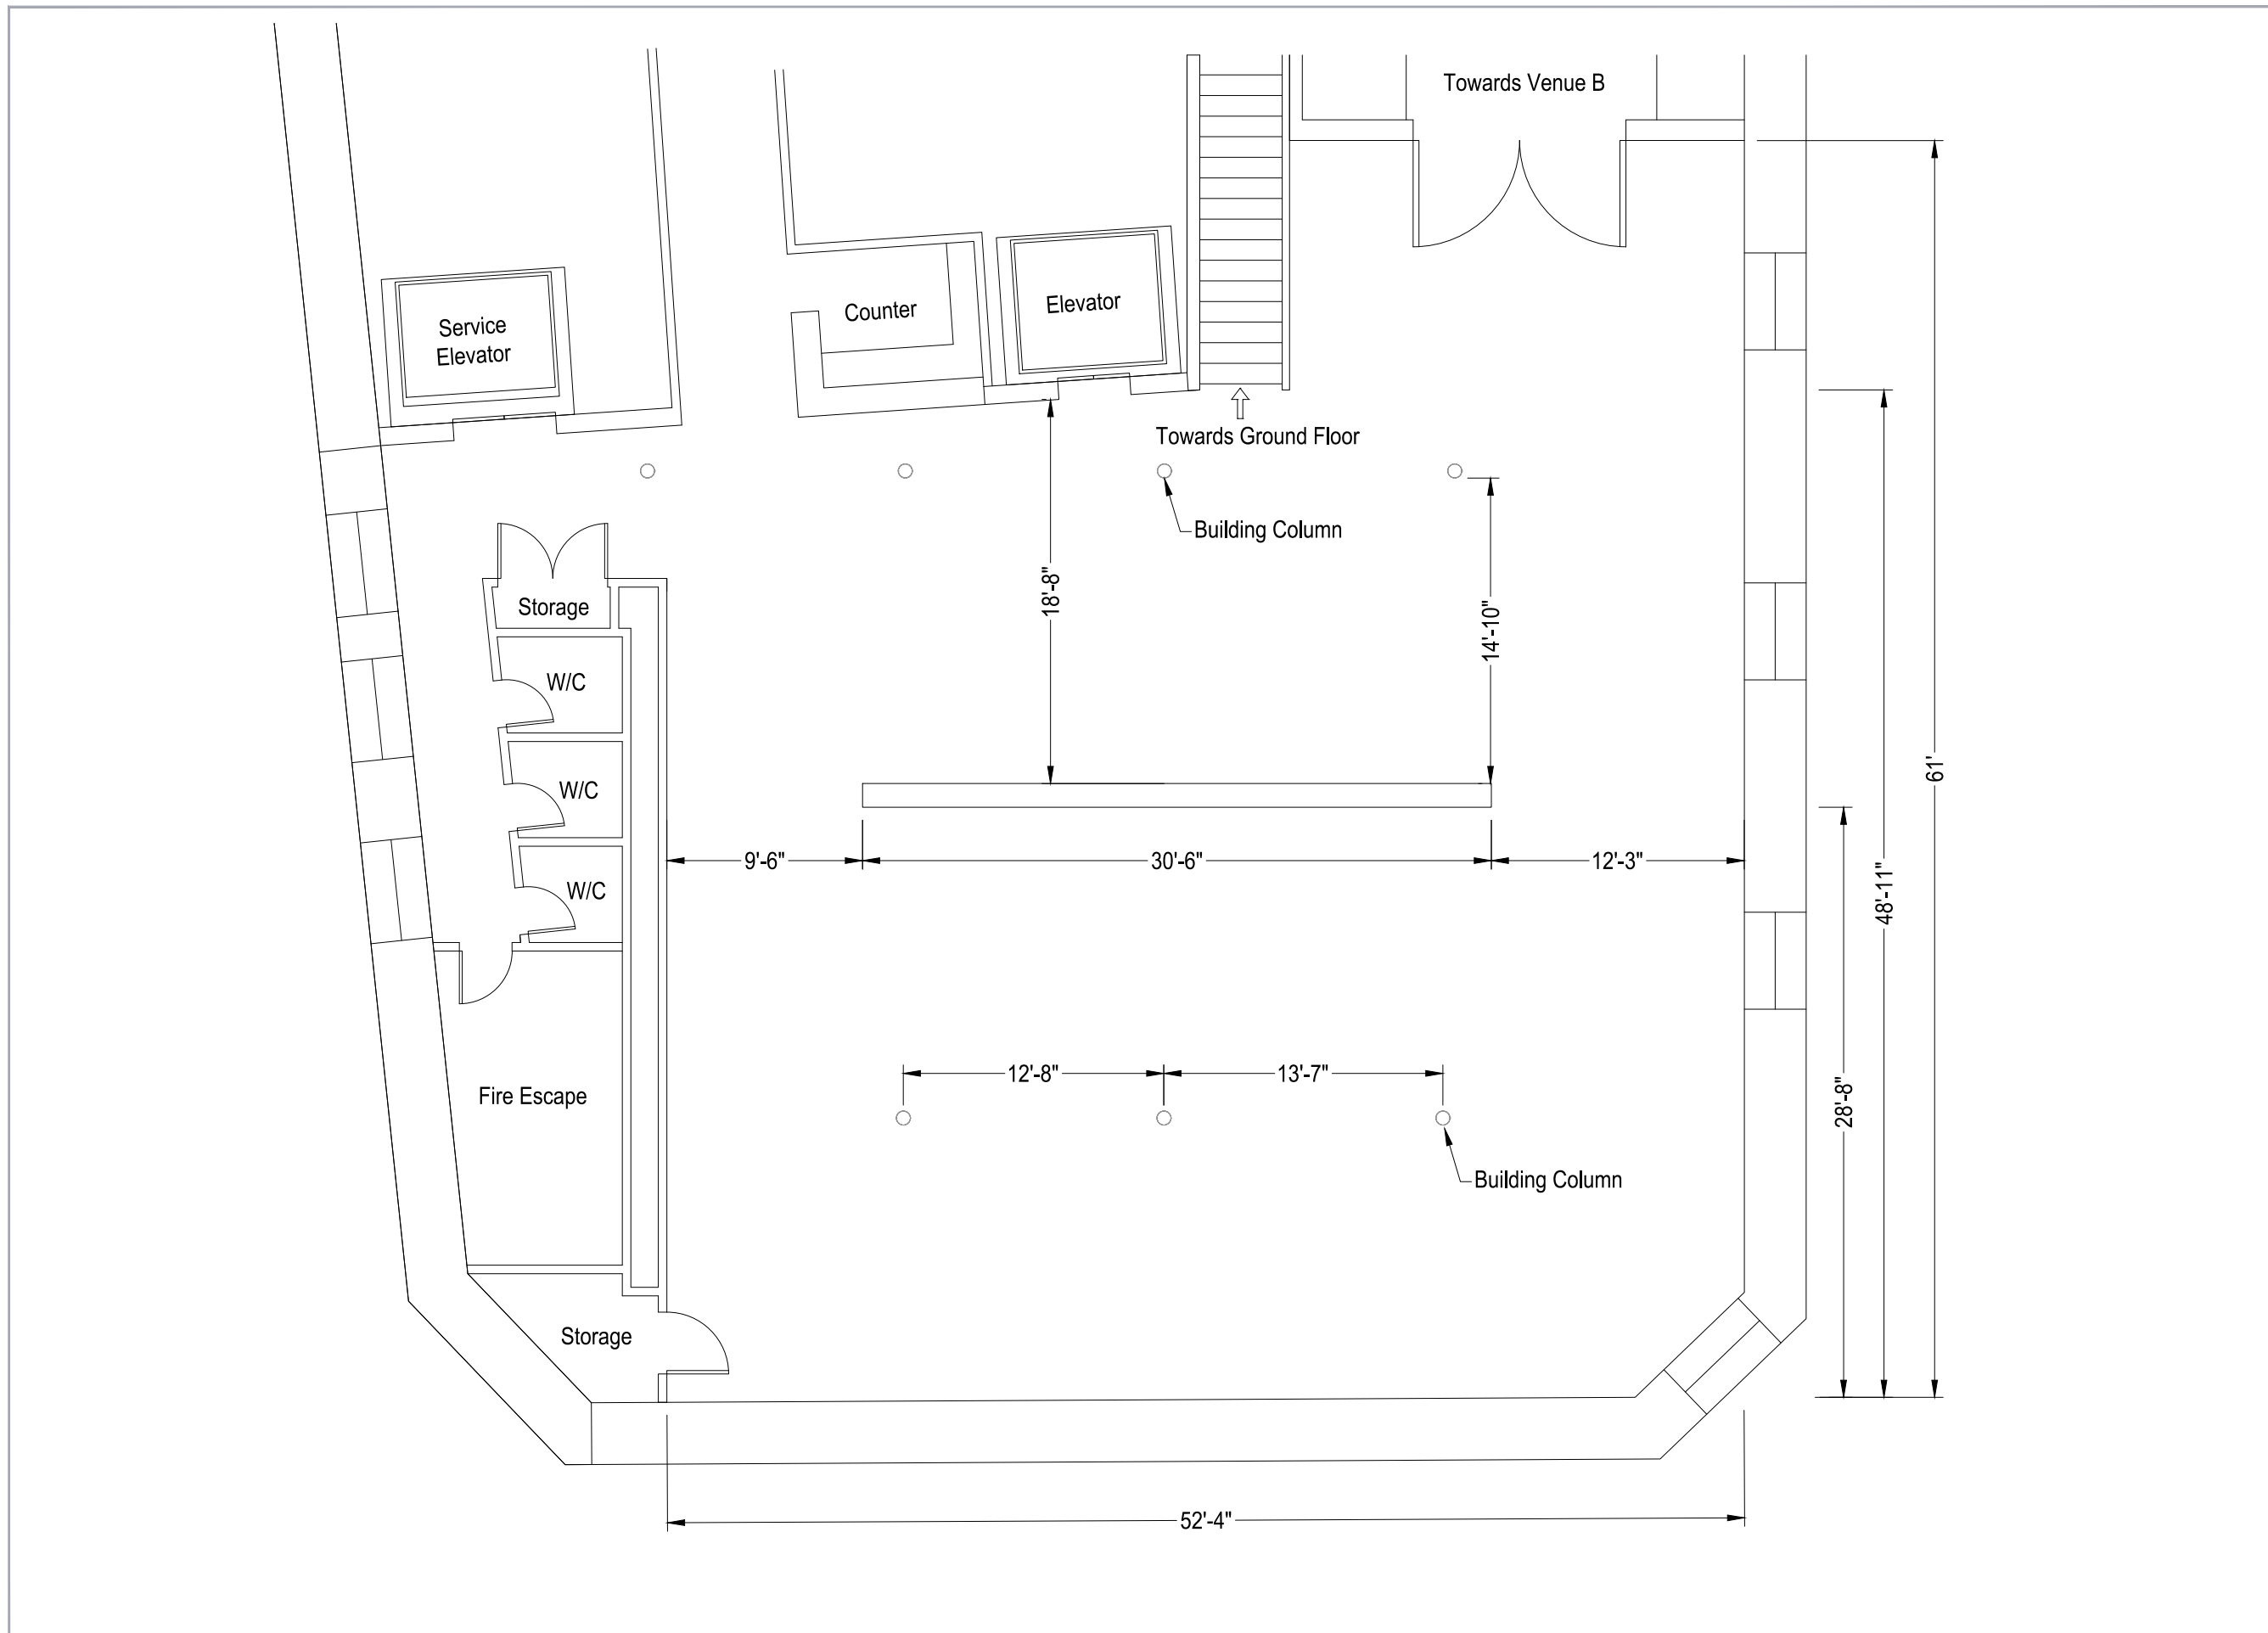 Towards Venue B
Counter
Elevator
Service
Elevator
Towards Ground Floor
Building Column
18'-8"
14'-10"
Storage
W/C
W/C
W/C
61'
48'-11"
28'-8"
9'-6"
30'-6"
12'-3"
12'-8"
13'-7"
Fire Escape
Building Column
Storage
52'-4"